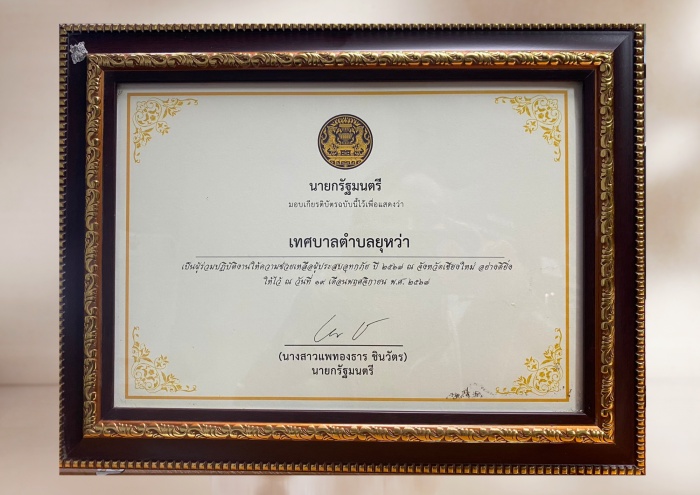 นายกรัฐมนตรี
มอบเกียรติบัตรฉบับนี้ไว้เพื่อแสดงว่า
เทศบาลตำบลยุหว่า
เป็นผู้ร่วมปฏิบัติงานให้ความช่วยเหลือผู้ประสบอุทกภัย ปี ๒๕๖๗ ณ จังหวัดเชียงใหม่ อย่างดียิ่ง
ให้ไว้ ณ วันที่ ๑๙ เดือนพฤศจิกายน พ.ศ. ๒๕๖๗
(นางสาวแพทองธาร ชินวัตร)
นายกรัฐมนตรี